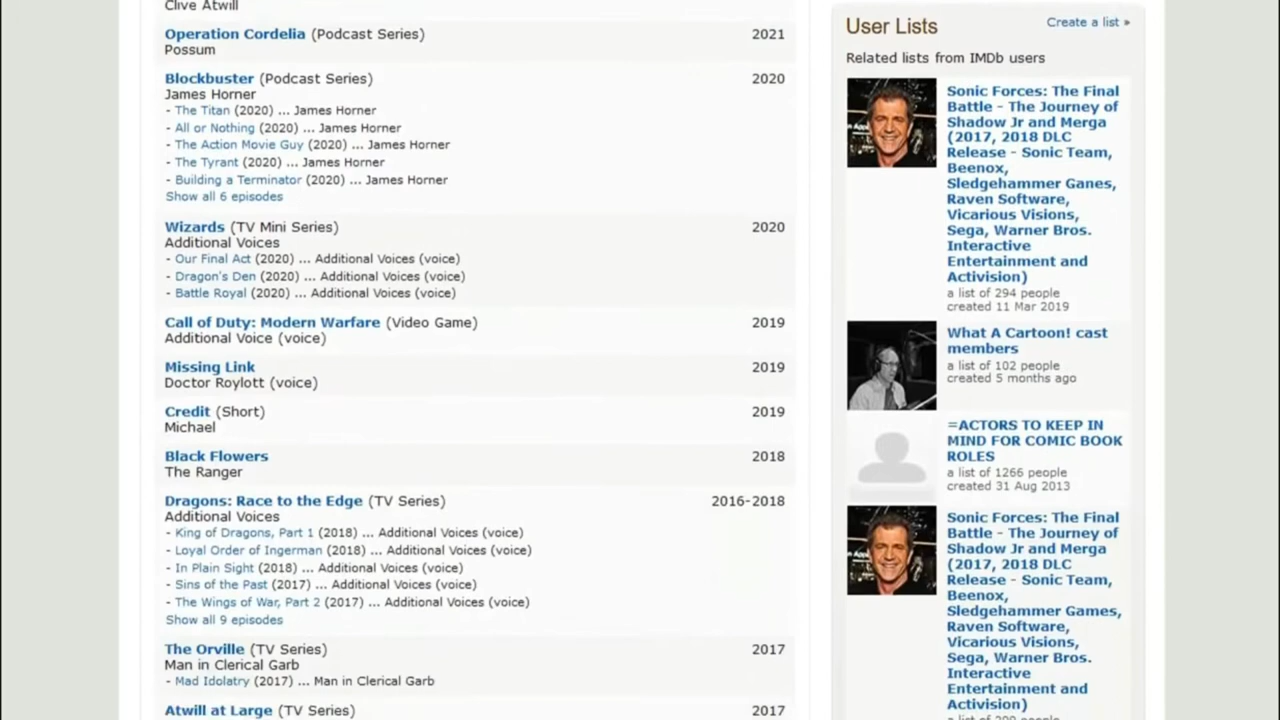 Clive Atwill
Operation Cordelia (Podcast Series) 2021
Possum
Blockbuster (Podcast Series) 2020
James Horner
- The Titan (2020) ... James Horner
- All or Nothing (2020) ... James Horner
- The Action Movie Guy (2020) ... James Horner
- The Tyrant (2020) ... James Horner
- Building a Terminator (2020) ... James Horner
Show all 6 episodes
Wizards (TV Mini Series) 2020
Additional Voices
- Our Final Act (2020) ... Additional Voices (voice)
- Dragon's Den (2020) ... Additional Voices (voice)
- Battle Royal (2020) ... Additional Voices (voice)
Call of Duty: Modern Warfare (Video Game) 2019
Additional Voice (voice)
Missing Link 2019
Doctor Roylott (voice)
Credit (Short) 2019
Michael
Black Flowers 2018
The Ranger
Dragons: Race to the Edge (TV Series) 2016-2018
Additional Voices
- King of Dragons, Part 1 (2018) ... Additional Voices (voice)
- Loyal Order of Ingerman (2018) ... Additional Voices (voice)
- In Plain Sight (2018) ... Additional Voices (voice)
- Sins of the Past (2017) ... Additional Voices (voice)
- The Wings of War, Part 2 (2017) ... Additional Voices (voice)
Show all 9 episodes
The Orville (TV Series) 2017
Man in Clerical Garb
- Mad Idolatry (2017) ... Man in Clerical Garb
Atwill at Large (TV Series) 2017
User Lists Create a list »
Related lists from IMDb users
Sonic Forces: The Final
Battle - The Journey of
Shadow Jr and Merga
(2017, 2018 DLC
Release - Sonic Team,
Beenox,
Sledgehammer Ganes,
Raven Software,
Vicarious Visions,
Sega, Warner Bros.
Interactive
Entertainment and
Activision)
a list of 294 people
created 11 Mar 2019
What A Cartoon! cast
members
a list of 102 people
created 5 months ago
=ACTORS TO KEEP IN
MIND FOR COMIC BOOK
ROLES
a list of 1266 people
created 31 Aug 2013
Sonic Forces: The Final
Battle - The Journey of
Shadow Jr and Merga
(2017, 2018 DLC
Release - Sonic Team,
Beenox,
Sledgehammer Games,
Raven Software,
Vicarious Visions,
Sega, Warner Bros.
Interactive
Entertainment and
Activision)